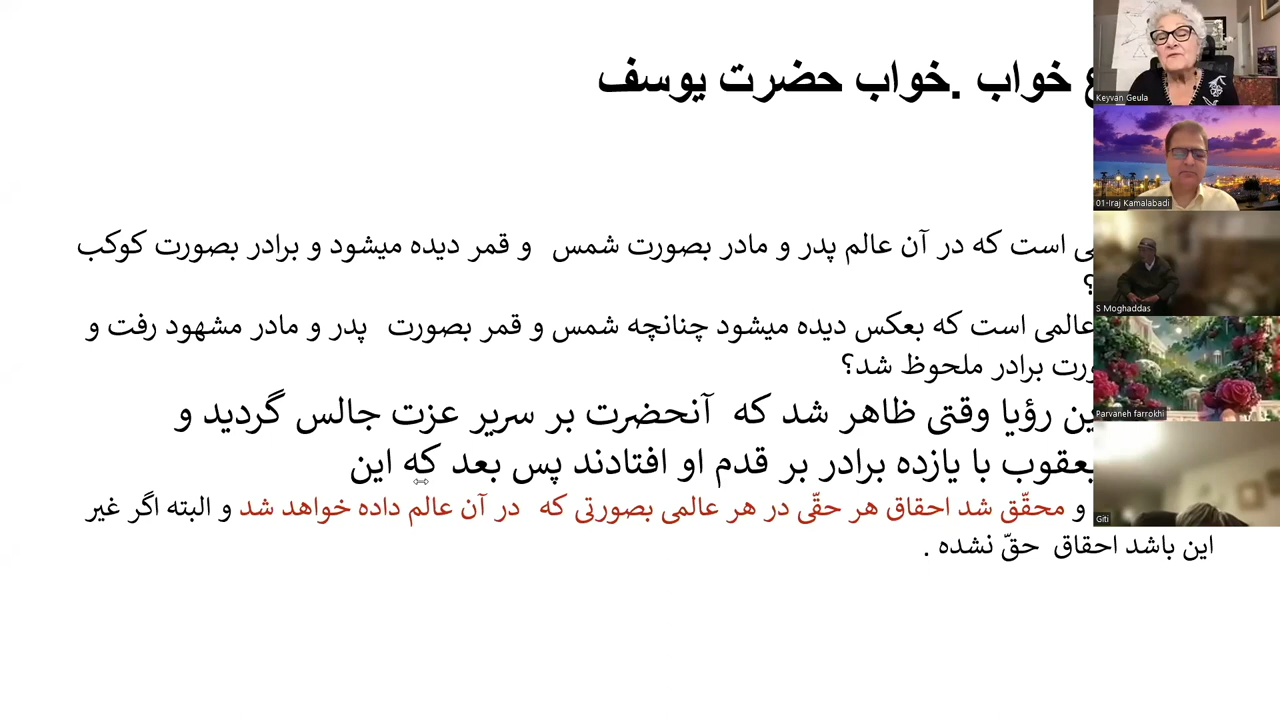 خواب .خواب حضرت یوسف
است که در آن عالم پدر و مادر بصورت شمس و قمر دیده میشود و برادر بصورت کوکب
؟
عالمی است که بعکس دیده میشود چنانچه شمس و قمر بصورت پدر و مادر مشهود رفت و
برادر ملحوظ شد؟
رؤیا وقتی ظاهر شد که آنحضرت بر سریر عزت جالس گردید و
با یازده برادر بر قدم او افتادند پس بعد که این
و محقّق شد احقاق هر حقّی در هر عالمی بصورتی که در آن عالم داده خواهد شد و البته اگر غیر
این باشد احقاق حقّ نشده .
Keyvan Geula
01-Iraj Kamalabadi
S Moghaddas
Parvaneh farrokhi
Giti